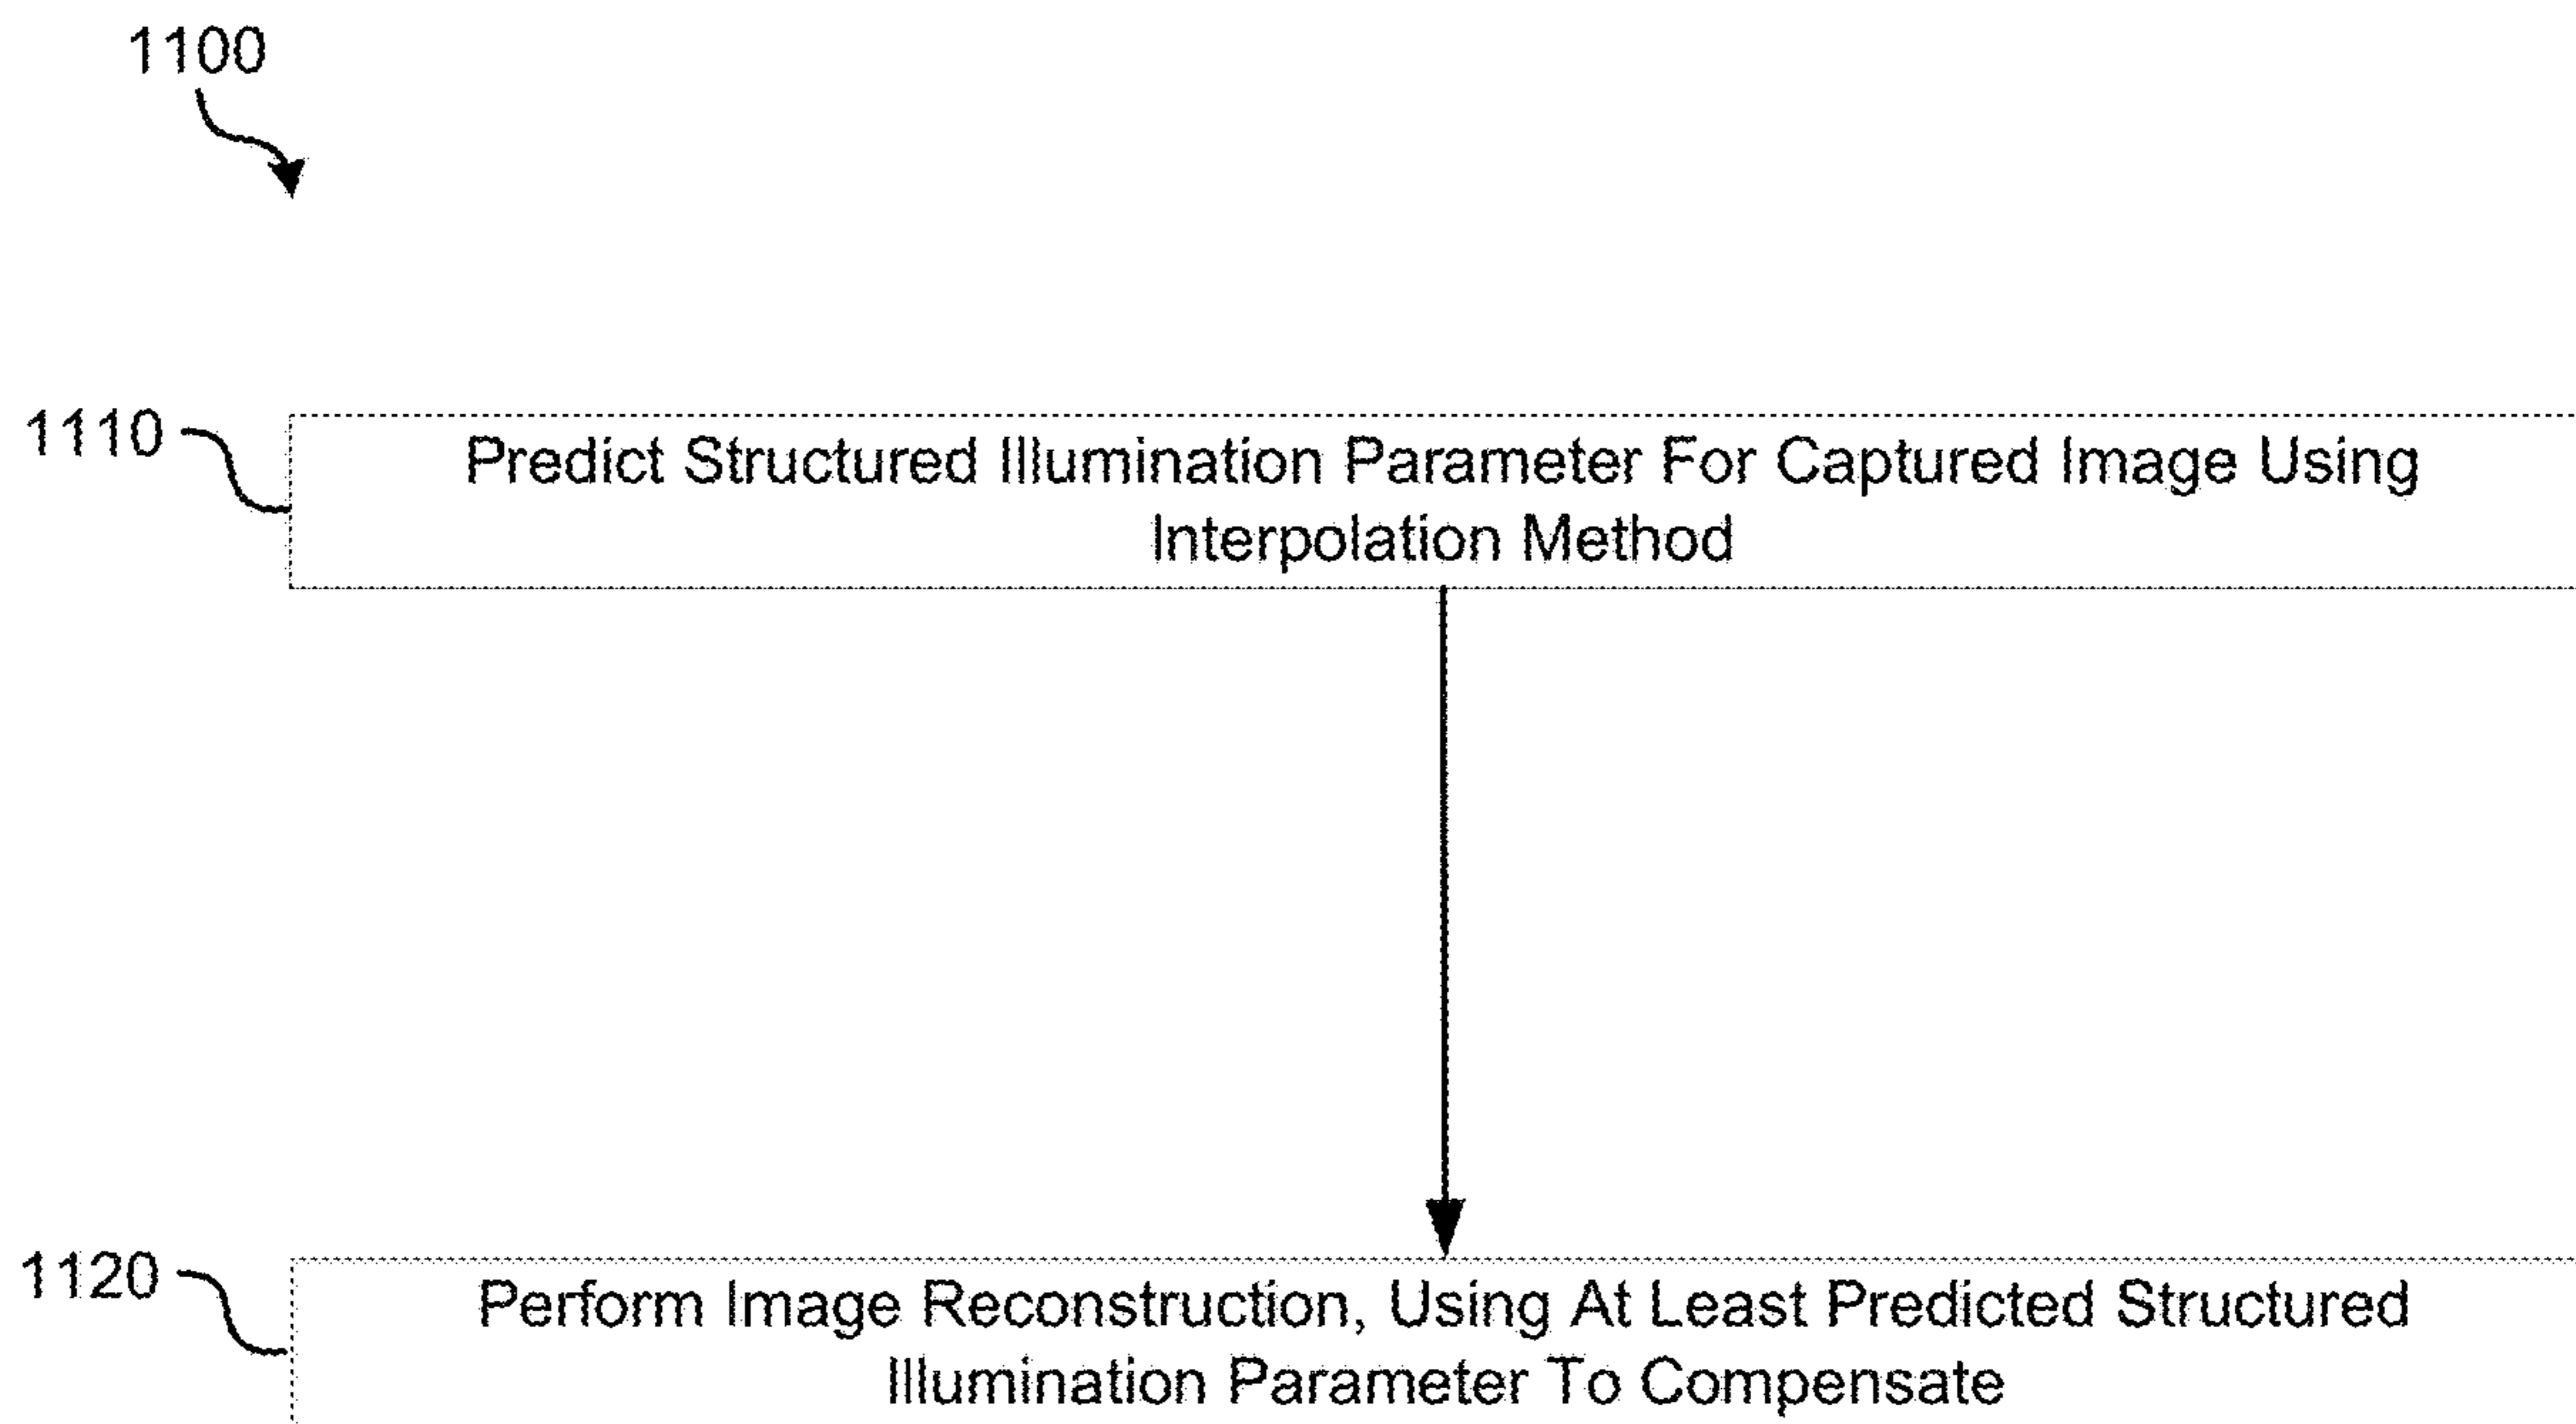 1100
1110
Predict Structured Illumination Parameter For Captured Image Using
Interpolation Method
1120
Perform Image Reconstruction, Using At Least Predicted Structured
Illumination Parameter To Compensate